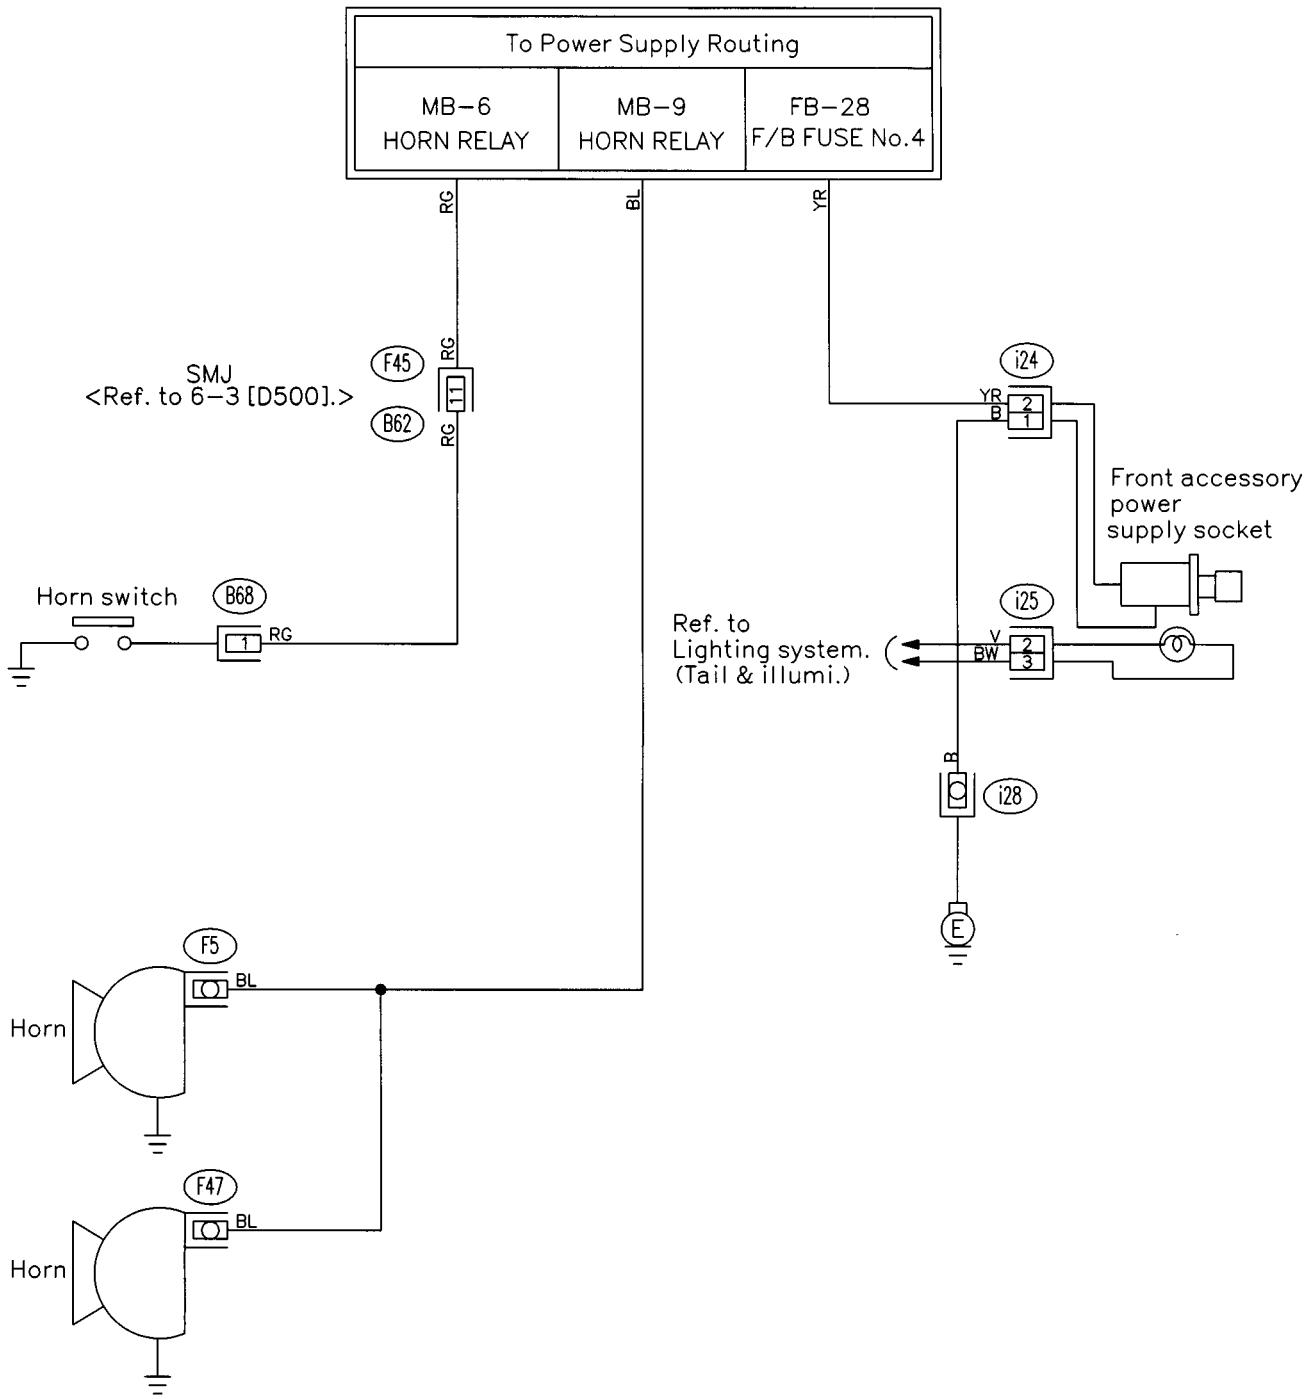 To Power Supply Routing
MB-6
HORN RELAY
MB-9
HORN RELAY
FB-28
F/B FUSE No.4
RG
BL
YR
RG
F45
SMJ
<Ref. to 6-3 [D500].>
11
B62
RG
i24
YR
2
B
1
Front accessory
power
supply socket
Horn switch
B68
1
RG
i25
Ref. to
Lighting system.
(Tail & illumi.)
V
2
BW
3
B
i28
E
F5
BL
Horn
F47
BL
Horn